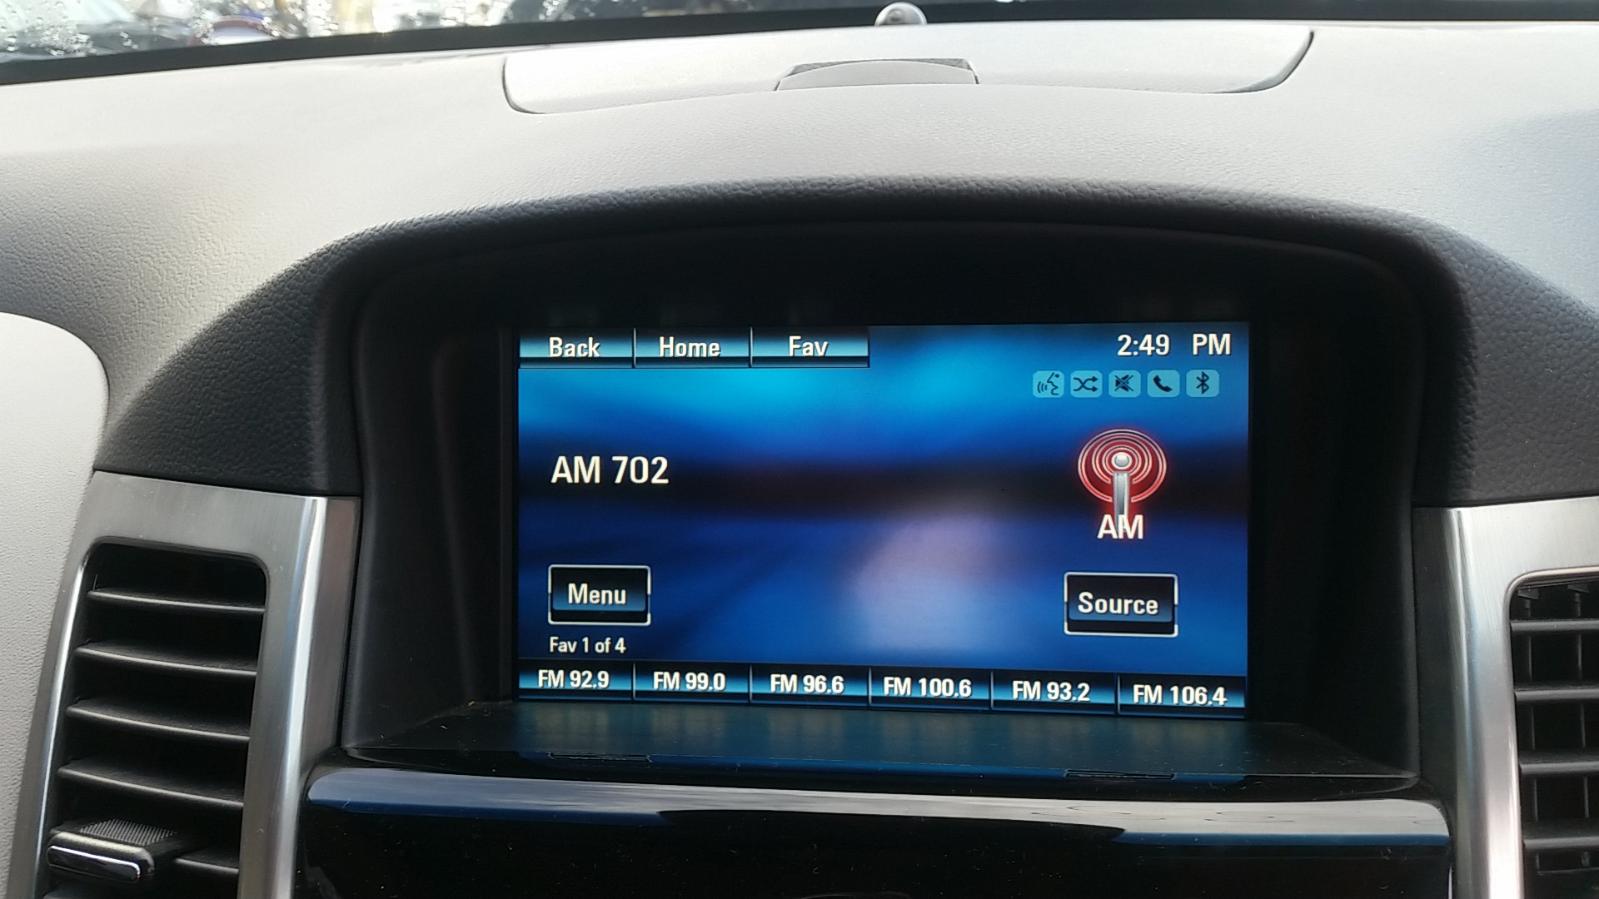 Back Home Fav 2:49 PM
AM 702
AM
Menu Source
Fav 1 of 4
FM 92.9 FM 99.0 FM 96.6 FM 100.6 FM 93.2 FM 106.4